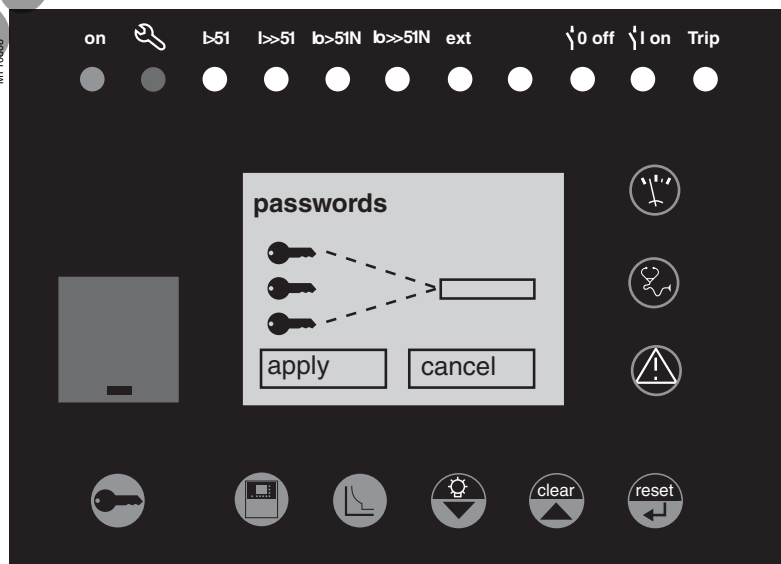 on I>51 I>>51 Io>51N Io>>51N ext 0 off I on Trip
passwords
apply cancel
clear reset